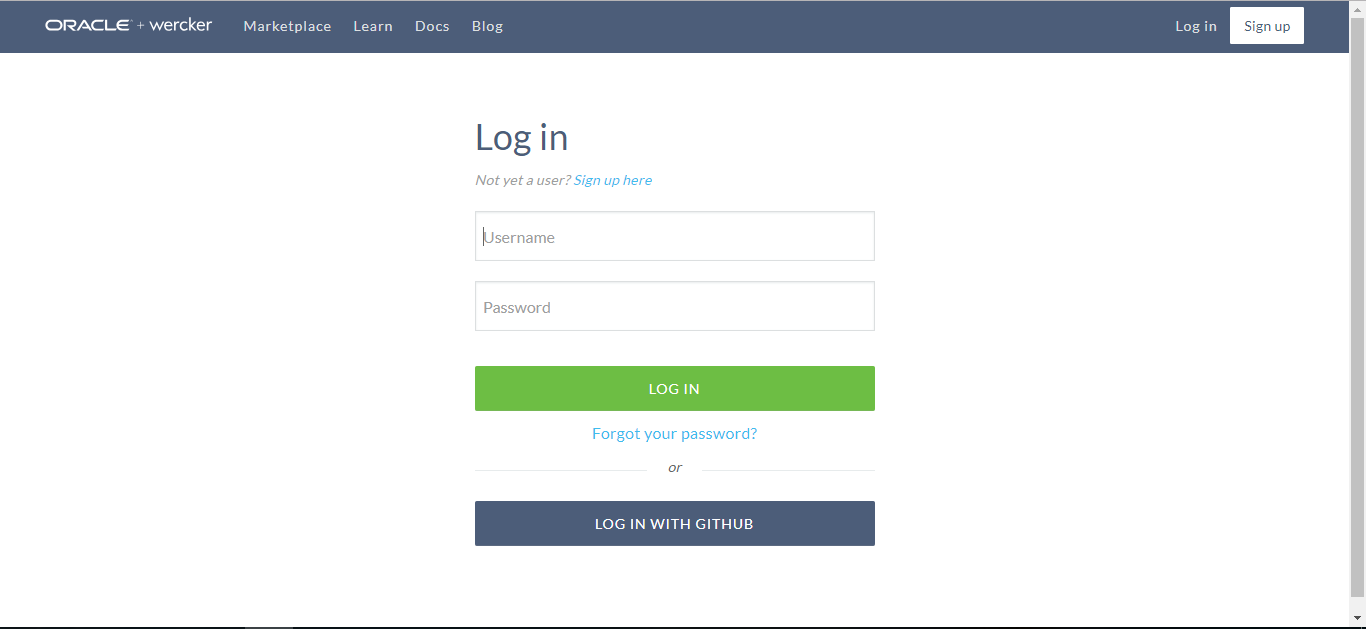 ORACLE + wercker Marketplace Learn Docs Blog Log in Sign up
Log in
Not yet a user? Sign up here
Username
Password
LOG IN
Forgot your password?
or
LOG IN WITH GITHUB